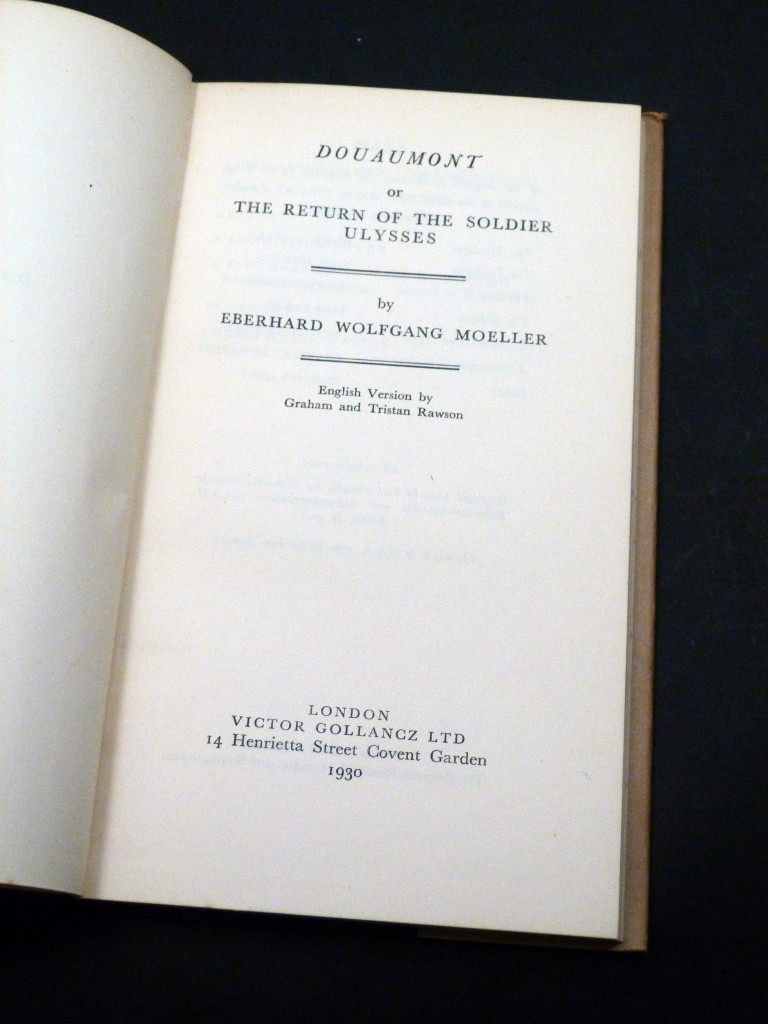 DOUAUMONT
or
THE RETURN OF THE SOLDIER
ULYSSES
by
EBERHARD WOLFGANG MOELLER
English Version by
Graham and Tristan Rawson
LONDON
VICTOR GOLLANCZ LTD
14 Henrietta Street Covent Garden
1930